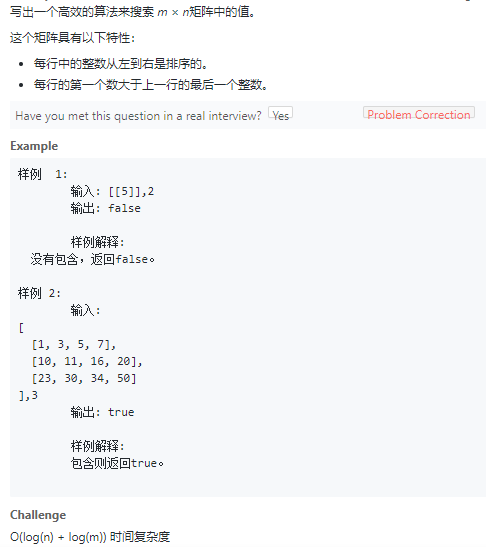 写出一个高效的算法来搜索 m × n矩阵中的值。
这个矩阵具有以下特性：
• 每行中的整数从左到右是排序的。
• 每行的第一个数大于上一行的最后一个整数。
Have you met this question in a real interview? Yes Problem Correction
Example
样例 1:
输入: [[5]],2
输出: false
样例解释:
没有包含，返回false。
样例 2:
输入:
[
[1, 3, 5, 7],
[10, 11, 16, 20],
[23, 30, 34, 50]
],3
输出: true
样例解释:
包含则返回true。
Challenge
O(log(n) + log(m)) 时间复杂度